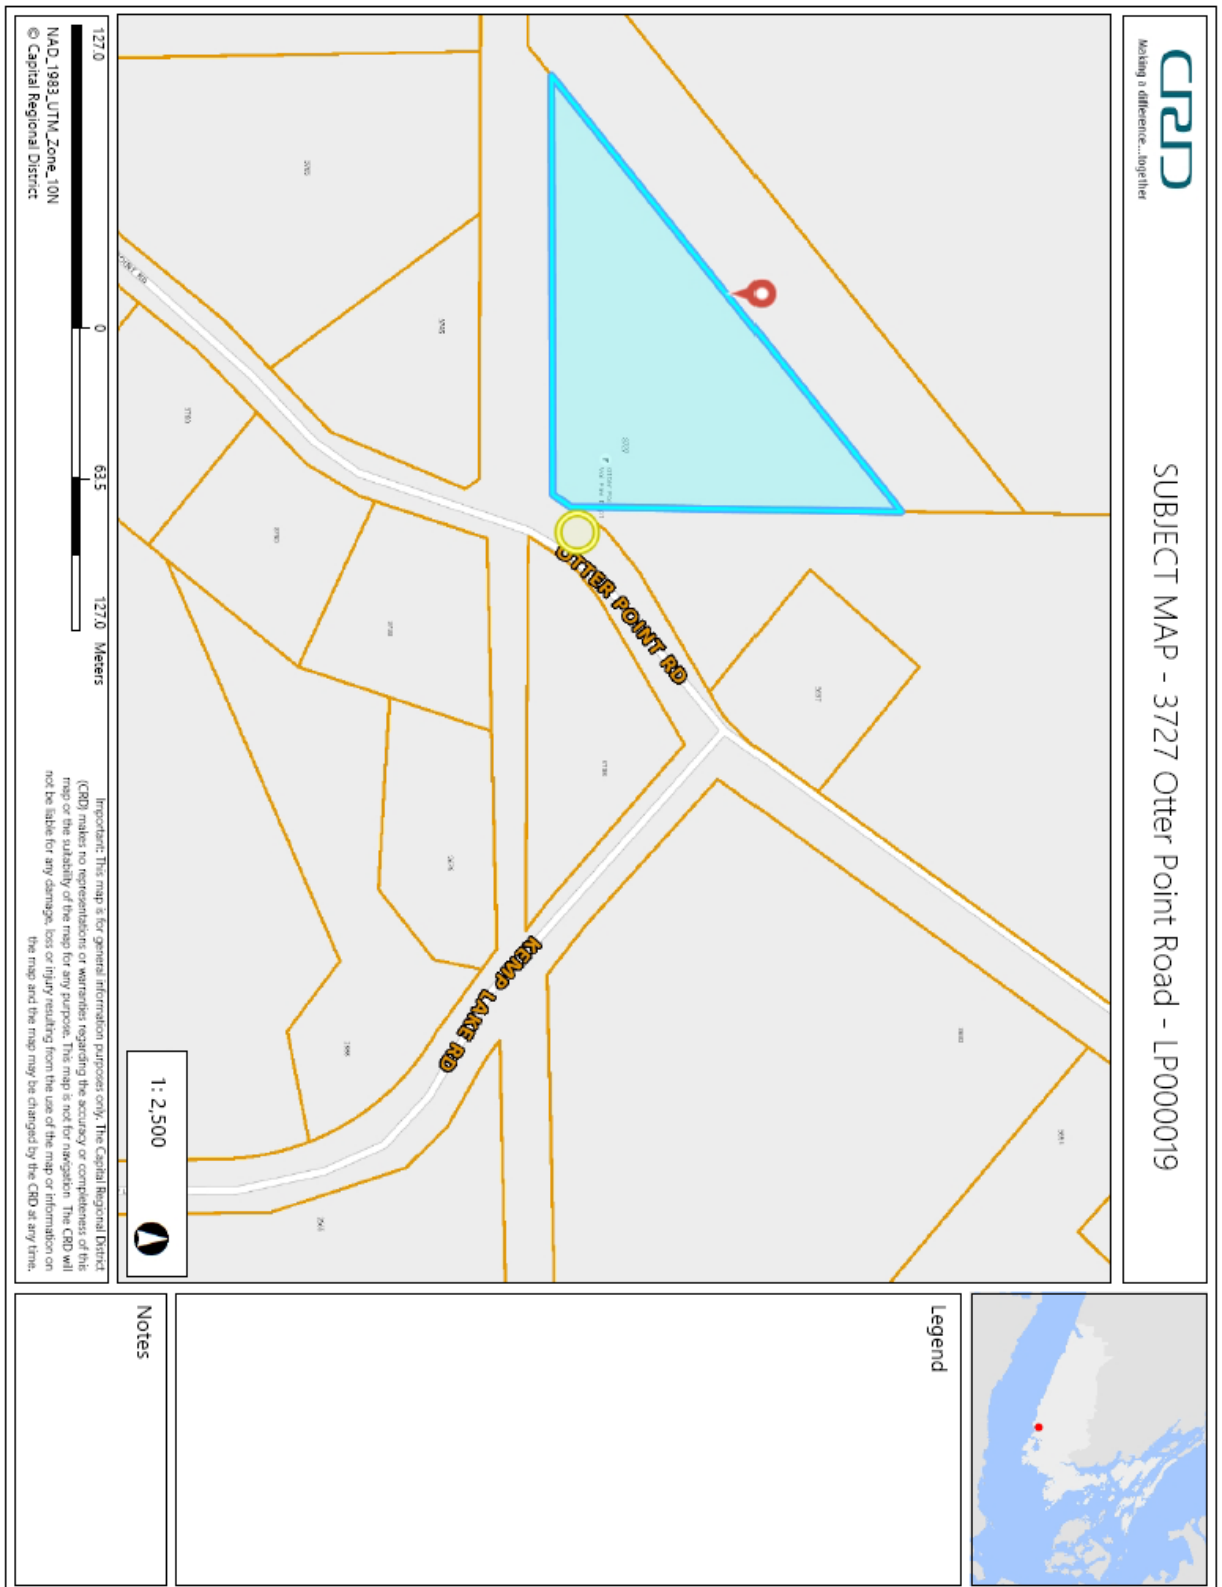 CRD
Making a difference...together
SUBJECT MAP - 3727 Otter Point Road - LP000019
OTTER POINT RD
KEMP LAKE RD
1: 2,500
Legend
Notes
127.0 0 63.5 127.0 Meters
NAD_1983_UTM_Zone_10N
© Capital Regional District
Important: This map is for general information purposes only. The Capital Regional District
(CRD) makes no representations or warranties regarding the accuracy or completeness of this
map or the suitability of the map for any purpose. This map is not for navigation. The CRD will
not be liable for any damage, loss or injury resulting from the use of the map or information on
the map and the map may be changed by the CRD at any time.